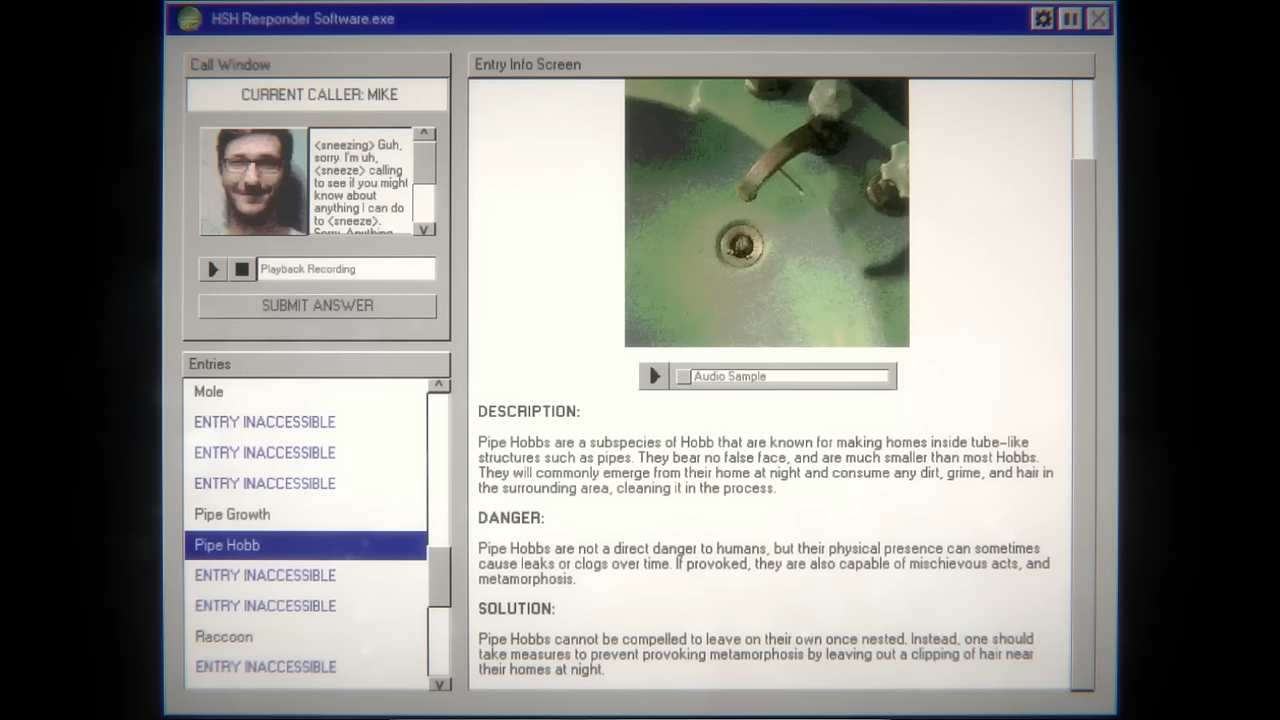 HSH Responder Software.exe
Call Window
CURRENT CALLER: MIKE
<sneezing> Guh,
sorry. I'm uh,
<sneeze> calling
to see if you might
know about
anything I can do
to <sneeze>.
Sorry. Anything
Playback Recording
SUBMIT ANSWER
Entries
Mole
ENTRY INACCESSIBLE
ENTRY INACCESSIBLE
ENTRY INACCESSIBLE
Pipe Growth
Pipe Hobb
ENTRY INACCESSIBLE
ENTRY INACCESSIBLE
Raccoon
ENTRY INACCESSIBLE
Entry Info Screen
Audio Sample
DESCRIPTION:
Pipe Hobbs are a subspecies of Hobb that are known for making homes inside tube-like
structures such as pipes. They bear no false face, and are much smaller than most Hobbs.
They will commonly emerge from their home at night and consume any dirt, grime, and hair in
the surrounding area, cleaning it in the process.
DANGER:
Pipe Hobbs are not a direct danger to humans, but their physical presence can sometimes
cause leaks or clogs over time. If provoked, they are also capable of mischievous acts, and
metamorphosis.
SOLUTION:
Pipe Hobbs cannot be compelled to leave on their own once nested. Instead, one should
take measures to prevent provoking metamorphosis by leaving out a clipping of hair near
their homes at night.